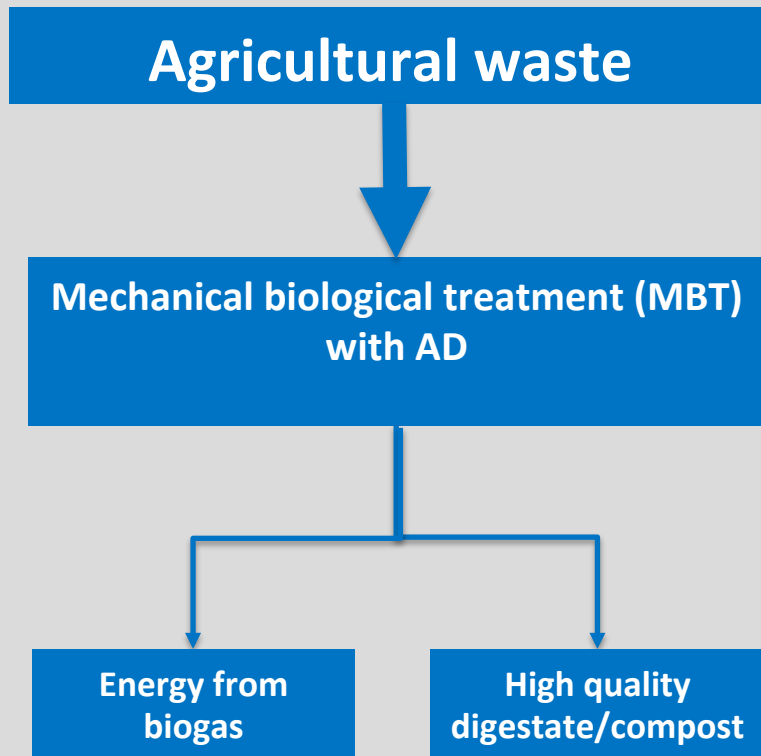 Agricultural waste
Mechanical biological treatment (MBT)
with AD
Energy from
biogas
High quality
digestate/compost